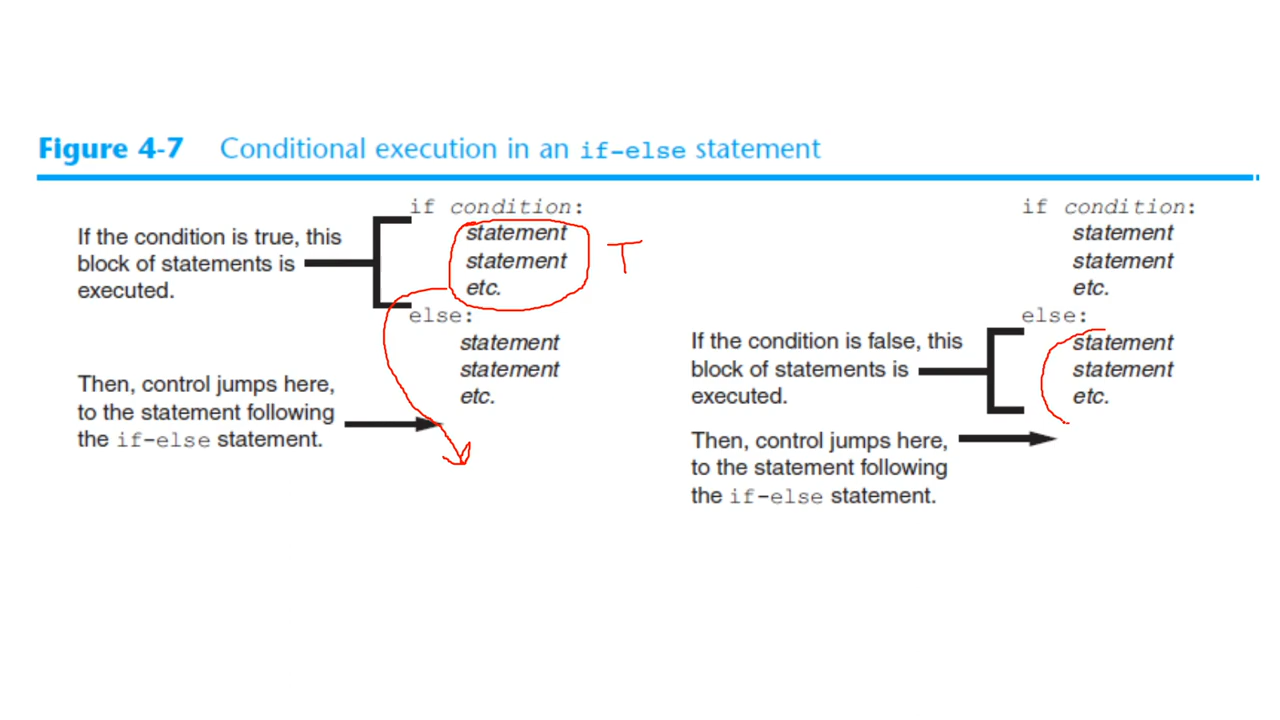 Figure 4-7 Conditional execution in an if-else statement
if condition:
statement
statement
etc.
else:
statement
statement
etc.
If the condition is true, this
block of statements is
executed.
Then, control jumps here,
to the statement following
the if-else statement.
T
if condition:
statement
statement
etc.
else:
statement
statement
etc.
If the condition is false, this
block of statements is
executed.
Then, control jumps here,
to the statement following
the if-else statement.